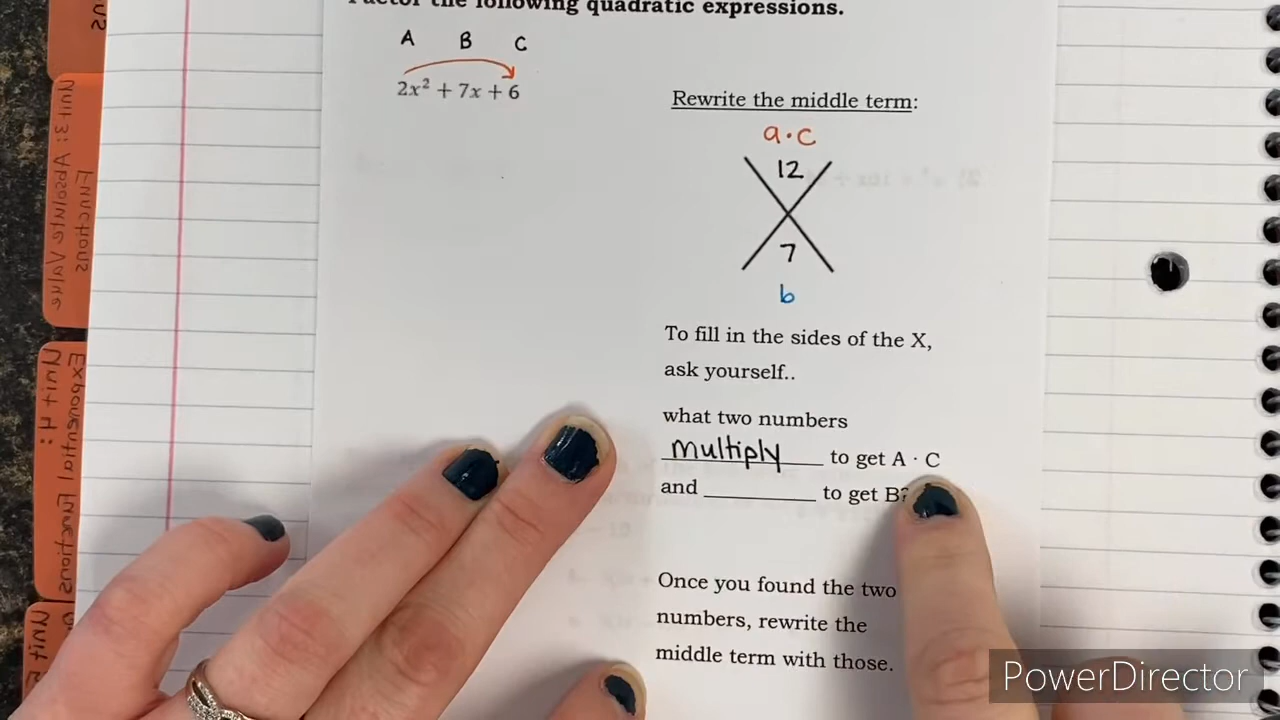 Factor the following quadratic expressions.
A B C
2x² + 7x + 6
Rewrite the middle term:
a·c
12
7
b
To fill in the sides of the X,
ask yourself..
what two numbers
multiply to get A · C
and ________ to get B?
Once you found the two
numbers, rewrite the
middle term with those.
PowerDirector